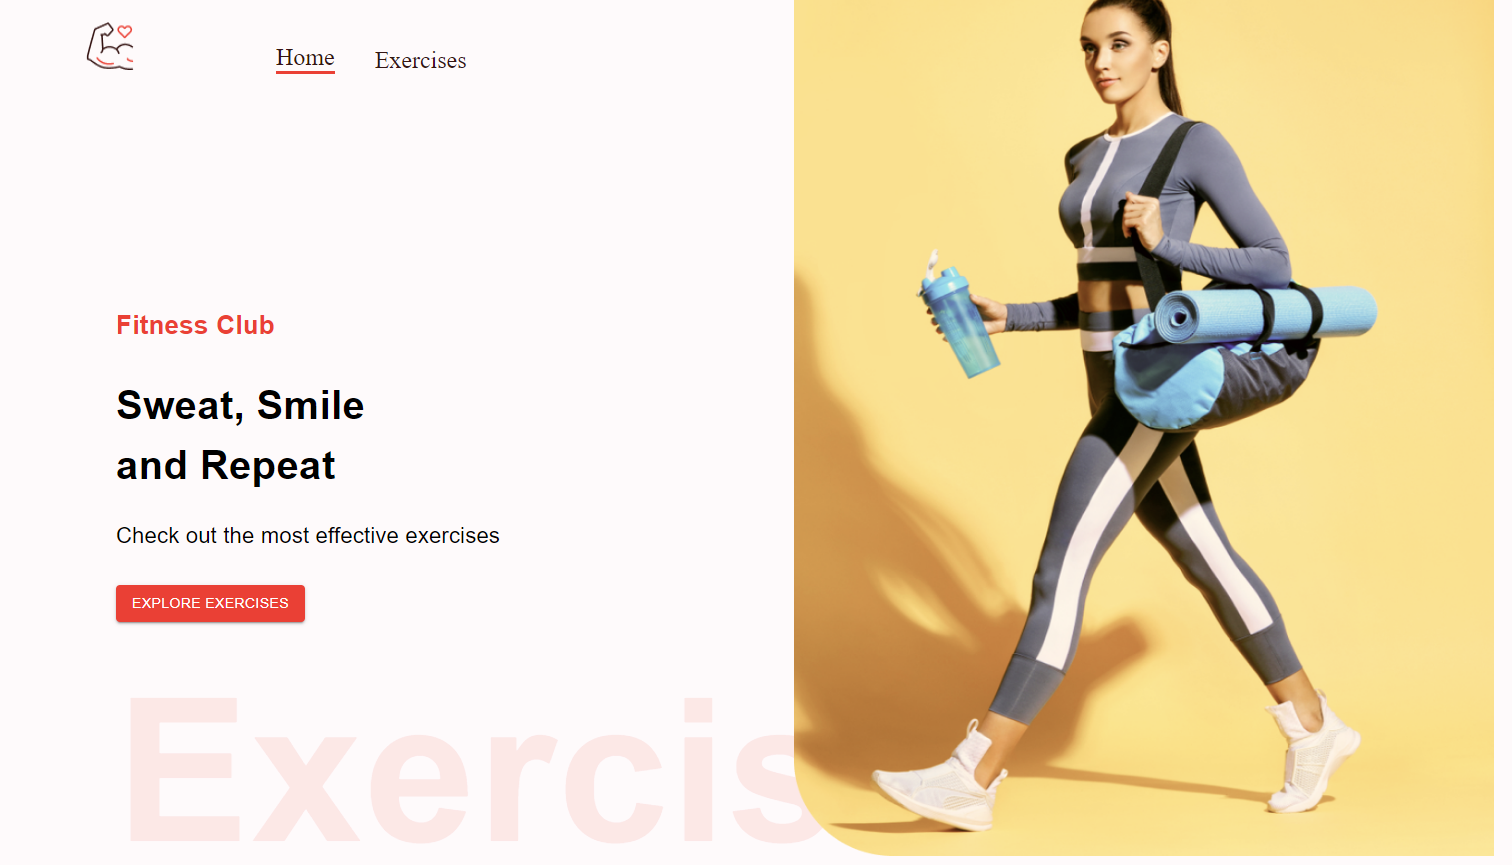 Home Exercises
Fitness Club
Sweat, Smile
and Repeat
Check out the most effective exercises
EXPLORE EXERCISES
Exercis